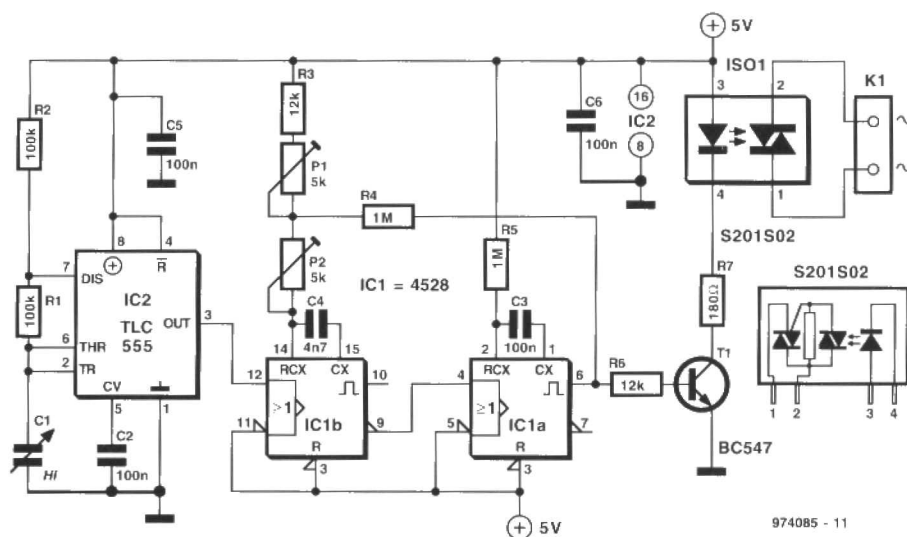 5V
ISO1
R3
12k
R2
100k
C5
100n
P1
5k
C6
100n
16
IC2
8
3
2
K1
~
~
4
1
S201S02
R4
1M
R5
1M
P2
5k
IC1 = 4528
8
4
R
7
DIS
R1
100k
IC2
TLC
555
OUT
3
6
THR
2
TR
CV
5
1
C1
Hi
C2
100n
C4
4n7
14
15
RCX
CX
12
10
>1
IC1b
11
9
R
3
C3
100n
2
1
RCX
CX
4
6
≥1
IC1a
5
7
R
3
5V
R6
12k
R7
180Ω
T1
BC547
S201S02
1
2
3
4
974085 - 11